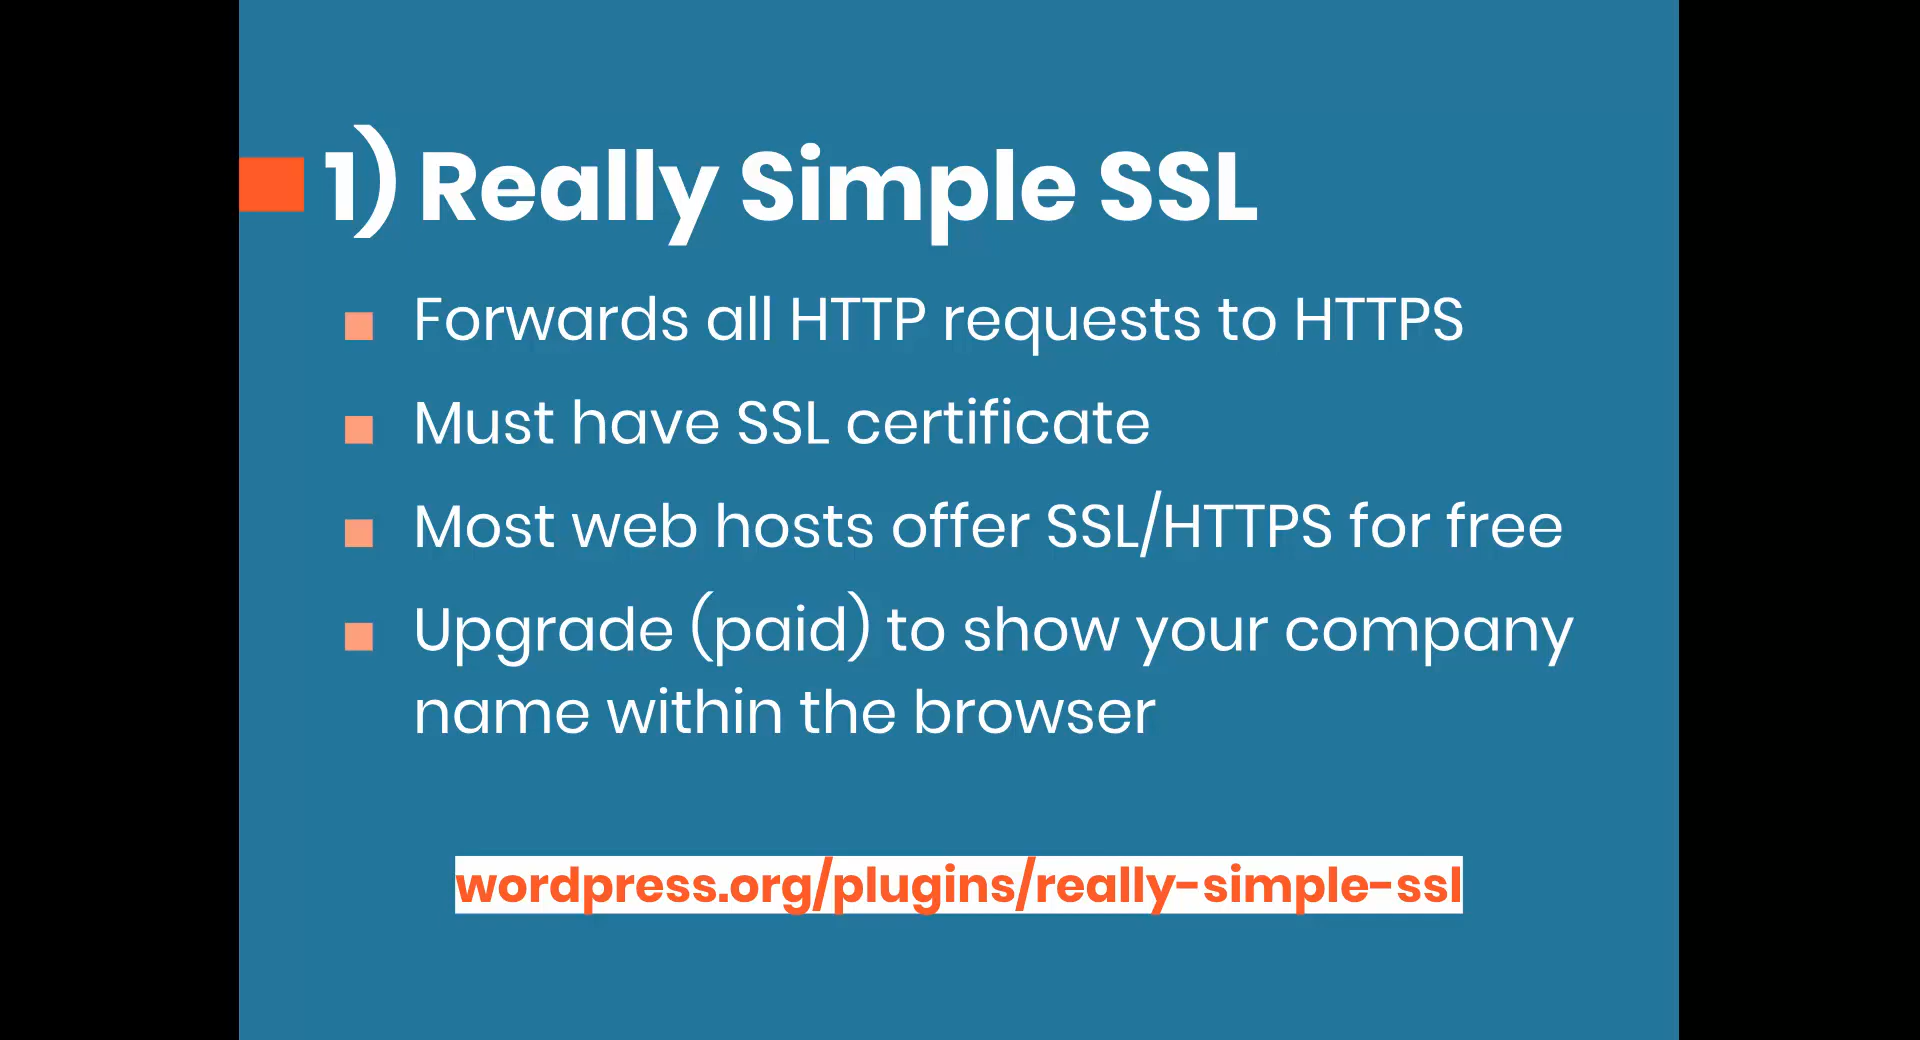 1) Really Simple SSL
Forwards all HTTP requests to HTTPS
Must have SSL certificate
Most web hosts offer SSL/HTTPS for free
Upgrade (paid) to show your company
name within the browser
wordpress.org/plugins/really-simple-ssl